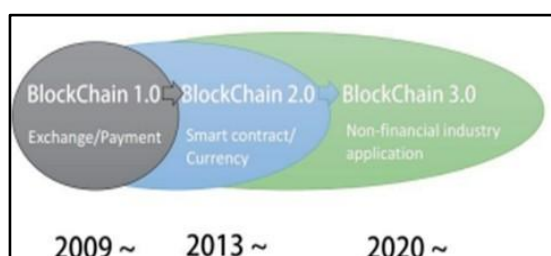 BlockChain 1.0
Exchange/Payment
BlockChain 2.0
Smart contract/
Currency
BlockChain 3.0
Non-financial industry
application
2009 ~
2013 ~
2020 ~